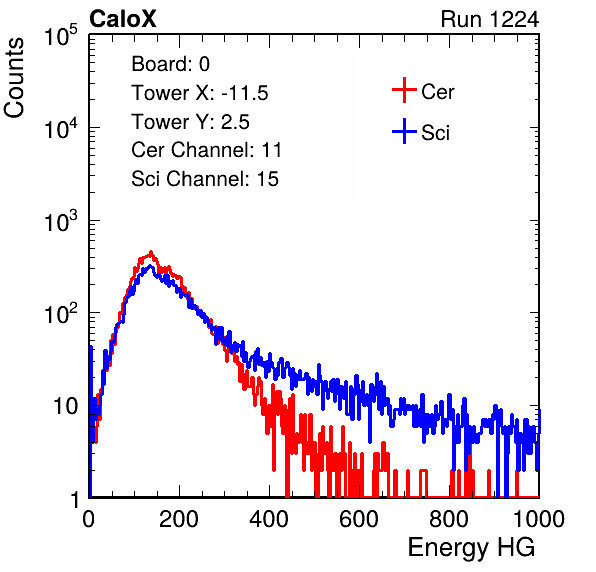 CaloX Run 1224
Counts
10^5
10^4
10^3
10^2
10
1
Board: 0
Tower X: -11.5
Tower Y: 2.5
Cer Channel: 11
Sci Channel: 15
Cer
Sci
0 200 400 600 800 1000
Energy HG